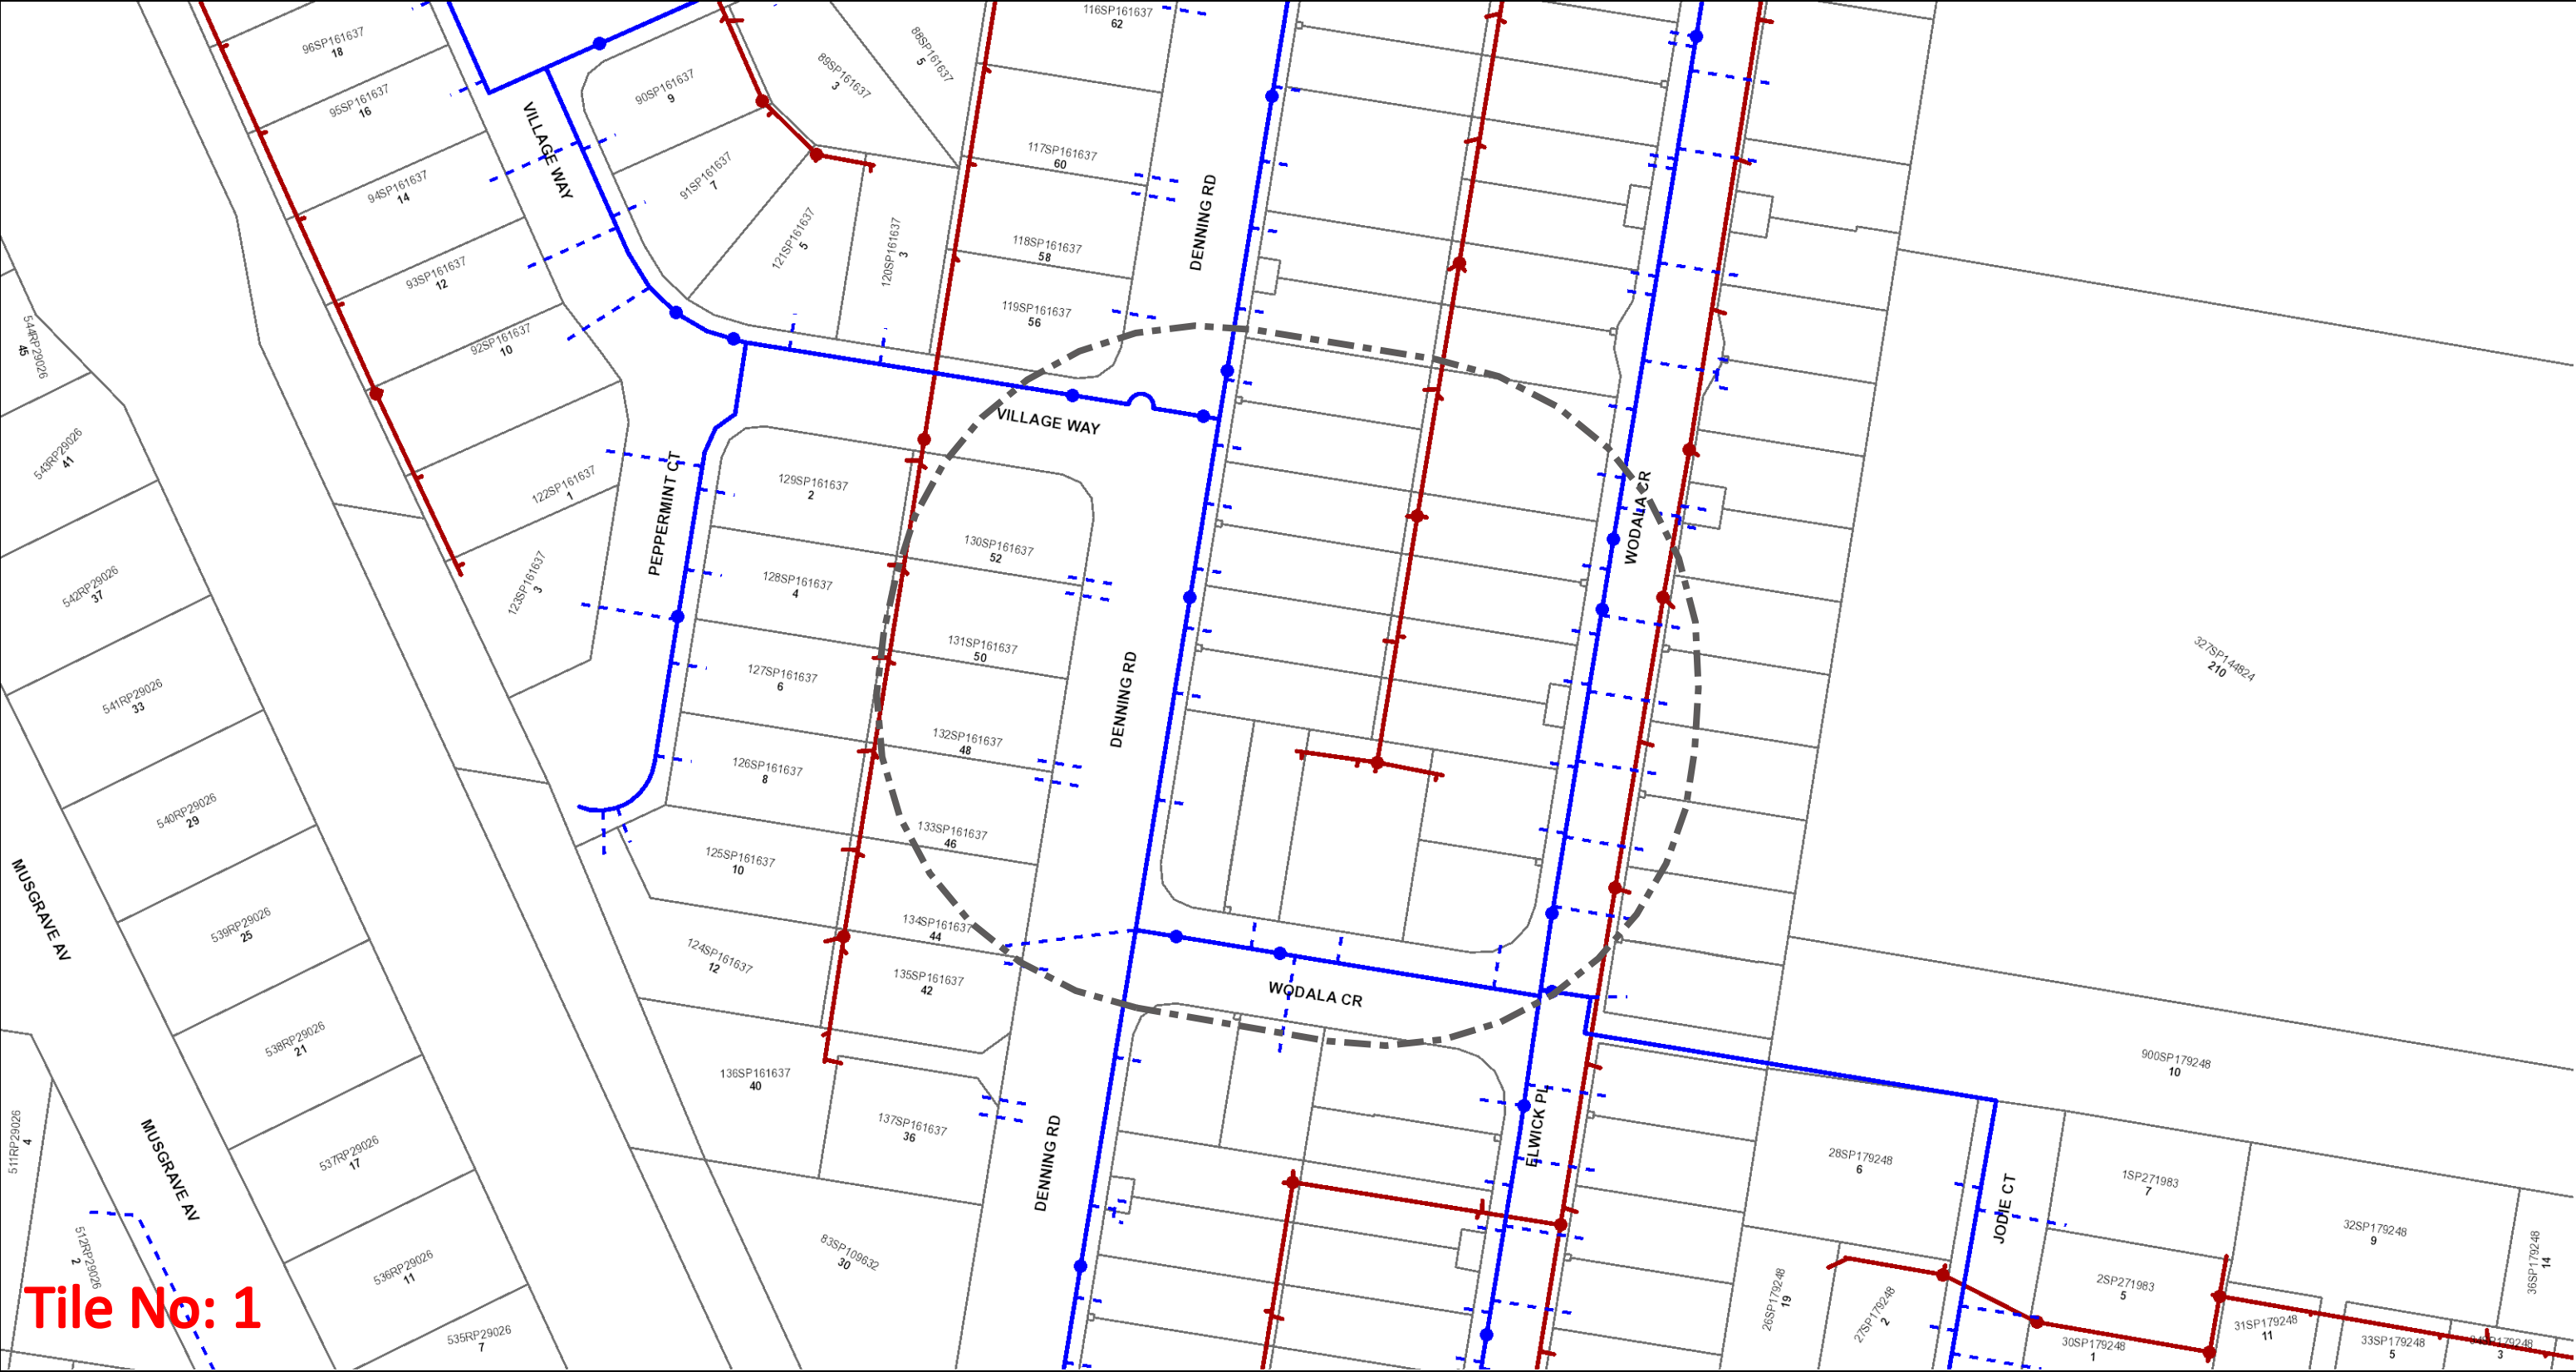 96SP161637
18
95SP161637
16
94SP161637
14
93SP161637
12
92SP161637
10
122SP161637
1
123SP161637
3
VILLAGE WAY
90SP161637
9
91SP161637
7
89SP161637
3
88SP161637
5
121SP161637
5
120SP161637
3
116SP161637
62
117SP161637
60
118SP161637
58
119SP161637
56
DENNING RD
VILLAGE WAY
PEPPERMINT CT
129SP161637
2
128SP161637
4
127SP161637
6
126SP161637
8
125SP161637
10
124SP161637
12
130SP161637
52
131SP161637
50
132SP161637
48
133SP161637
46
134SP161637
44
135SP161637
42
136SP161637
40
137SP161637
36
83SP109632
30
DENNING RD
DENNING RD
WODALA CR
WODALA CR
ELWICK PL
JODIE CT
327SP144824
210
900SP179248
10
28SP179248
6
1SP271983
7
2SP271983
5
32SP179248
9
36SP179248
14
26SP179248
19
27SP179248
2
30SP179248
1
31SP179248
11
33SP179248
5
34SP179248
3
544RP29026
45
543RP29026
41
542RP29026
37
541RP29026
33
540RP29026
29
539RP29026
25
538RP29026
21
537RP29026
17
536RP29026
11
535RP29026
7
MUSGRAVE AV
MUSGRAVE AV
511RP29026
4
512RP29026
2
Tile No: 1